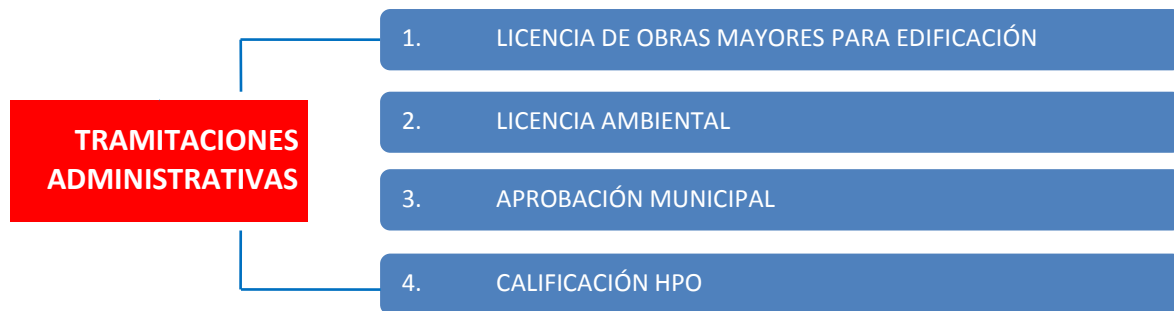 TRAMITACIONES
ADMINISTRATIVAS
1. LICENCIA DE OBRAS MAYORES PARA EDIFICACIÓN
2. LICENCIA AMBIENTAL
3. APROBACIÓN MUNICIPAL
4. CALIFICACIÓN HPO